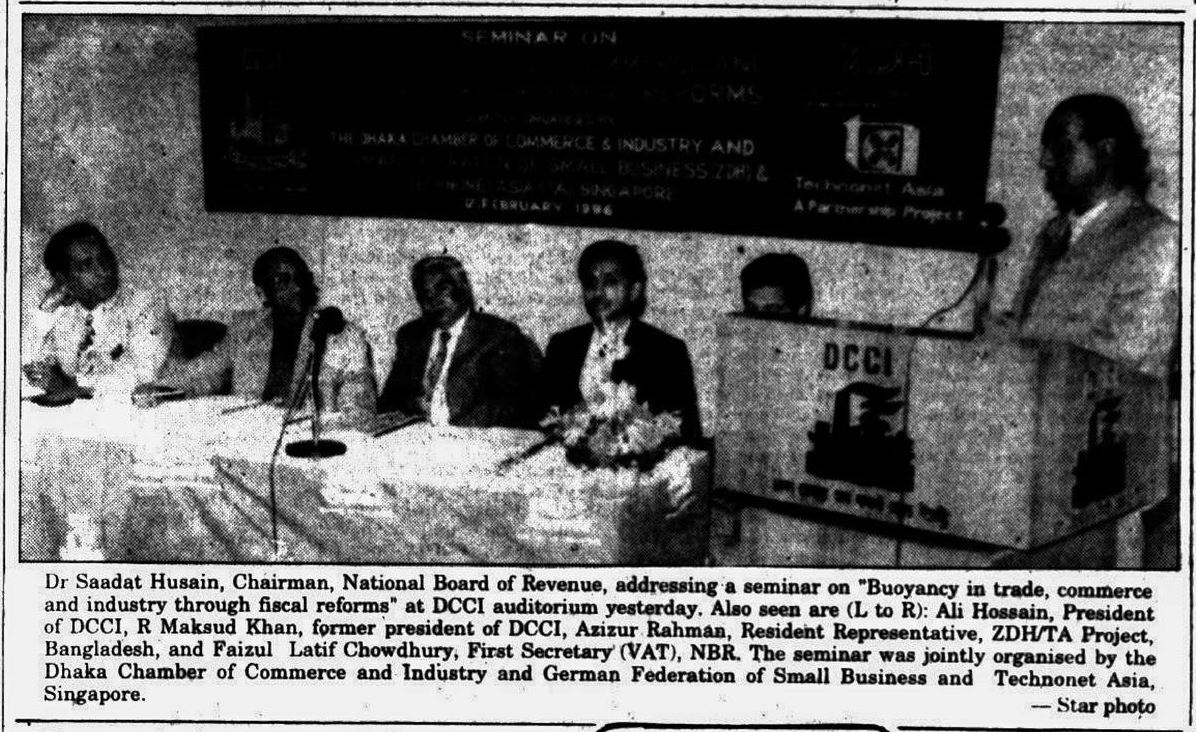 SEMINAR ON
REFORMS
THE DHAKA CHAMBER OF COMMERCE & INDUSTRY AND
OF SMALL BUSINESS (ZDH) &
SINGAPORE
FEBRUARY 1996
Technonet Asia
A Partnership Project
DCCI
Dr Saadat Husain, Chairman, National Board of Revenue, addressing a seminar on "Buoyancy in trade, commerce
and industry through fiscal reforms" at DCCI auditorium yesterday. Also seen are (L to R): Ali Hossain, President
of DCCI, R Maksud Khan, former president of DCCI, Azizur Rahman, Resident Representative, ZDH/TA Project,
Bangladesh, and Faizul Latif Chowdhury, First Secretary (VAT), NBR. The seminar was jointly organised by the
Dhaka Chamber of Commerce and Industry and German Federation of Small Business and Technonet Asia,
Singapore.
— Star photo